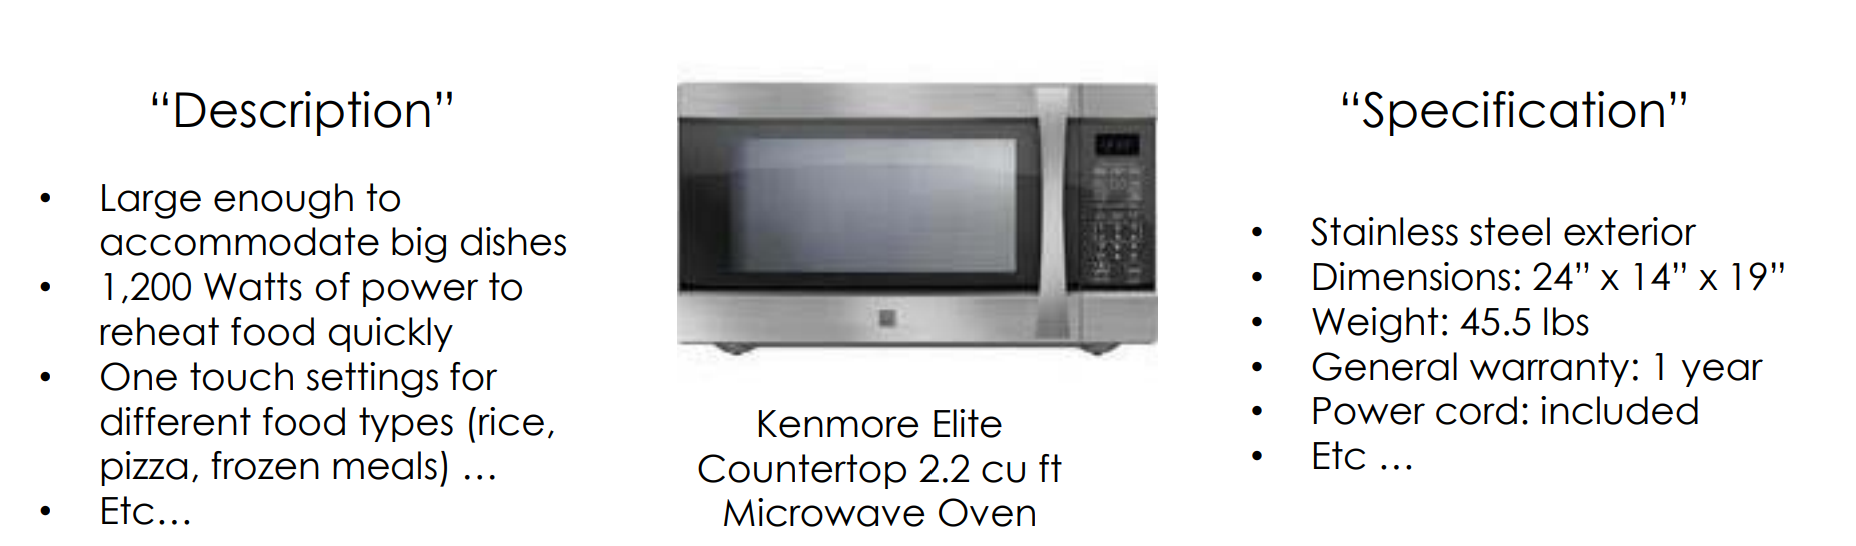 “Description”
• Large enough to
accommodate big dishes
• 1,200 Watts of power to
reheat food quickly
• One touch settings for
different food types (rice,
pizza, frozen meals) …
• Etc…
Kenmore Elite
Countertop 2.2 cu ft
Microwave Oven
“Specification”
• Stainless steel exterior
• Dimensions: 24” x 14” x 19”
• Weight: 45.5 lbs
• General warranty: 1 year
• Power cord: included
• Etc …